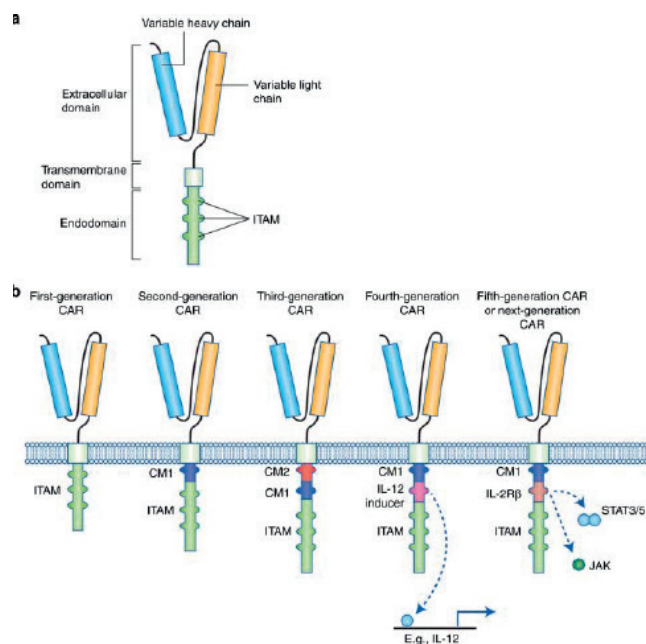 a
Variable heavy chain
Extracellular
domain
Variable light
chain
Transmembrane
domain
Endodomain
ITAM
b
First-generation
CAR
Second-generation
CAR
Third-generation
CAR
Fourth-generation
CAR
Fifth-generation CAR
or next-generation
CAR
ITAM
CM1
ITAM
CM2
CM1
ITAM
CM1
IL-12
inducer
ITAM
CM1
IL-2Rβ
ITAM
STAT3/5
JAK
E.g., IL-12